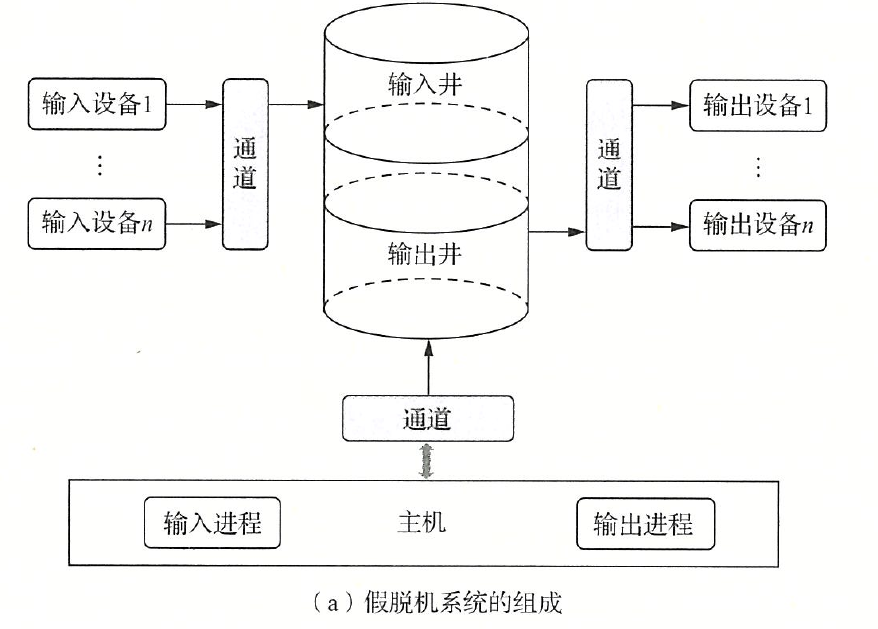 输入井
输入设备1
通道
输出设备1
⋮
⋮
输入设备n
通道
输出设备n
输出井
通道
输入进程
主机
输出进程
（a）假脱机系统的组成